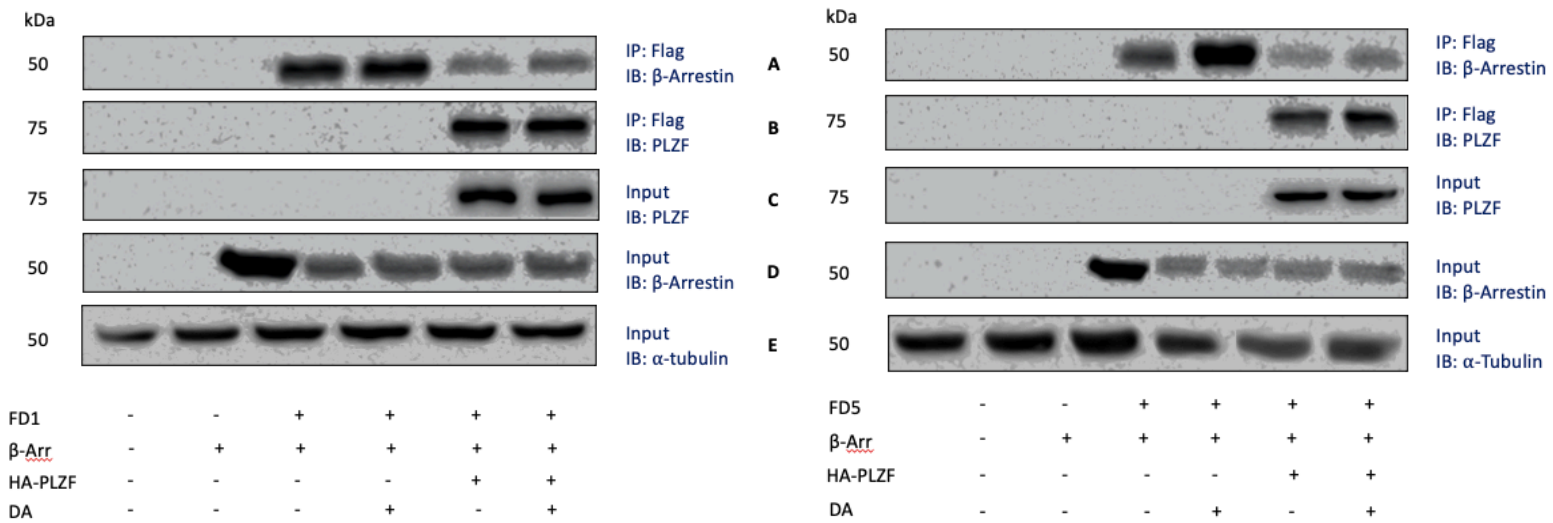 kDa
50
IP: Flag
IB: β-Arrestin
75
IP: Flag
IB: PLZF
75
Input
IB: PLZF
50
Input
IB: β-Arrestin
50
Input
IB: α-tubulin
FD1 - - + + + +
β-Arr - + + + + +
HA-PLZF - - - - + +
DA - - - + - +
A
B
C
D
E
kDa
50
IP: Flag
IB: β-Arrestin
75
IP: Flag
IB: PLZF
75
Input
IB: PLZF
50
Input
IB: β-Arrestin
50
Input
IB: α-Tubulin
FD5 - - + + + +
β-Arr - + + + + +
HA-PLZF - - - - + +
DA - - - + - +